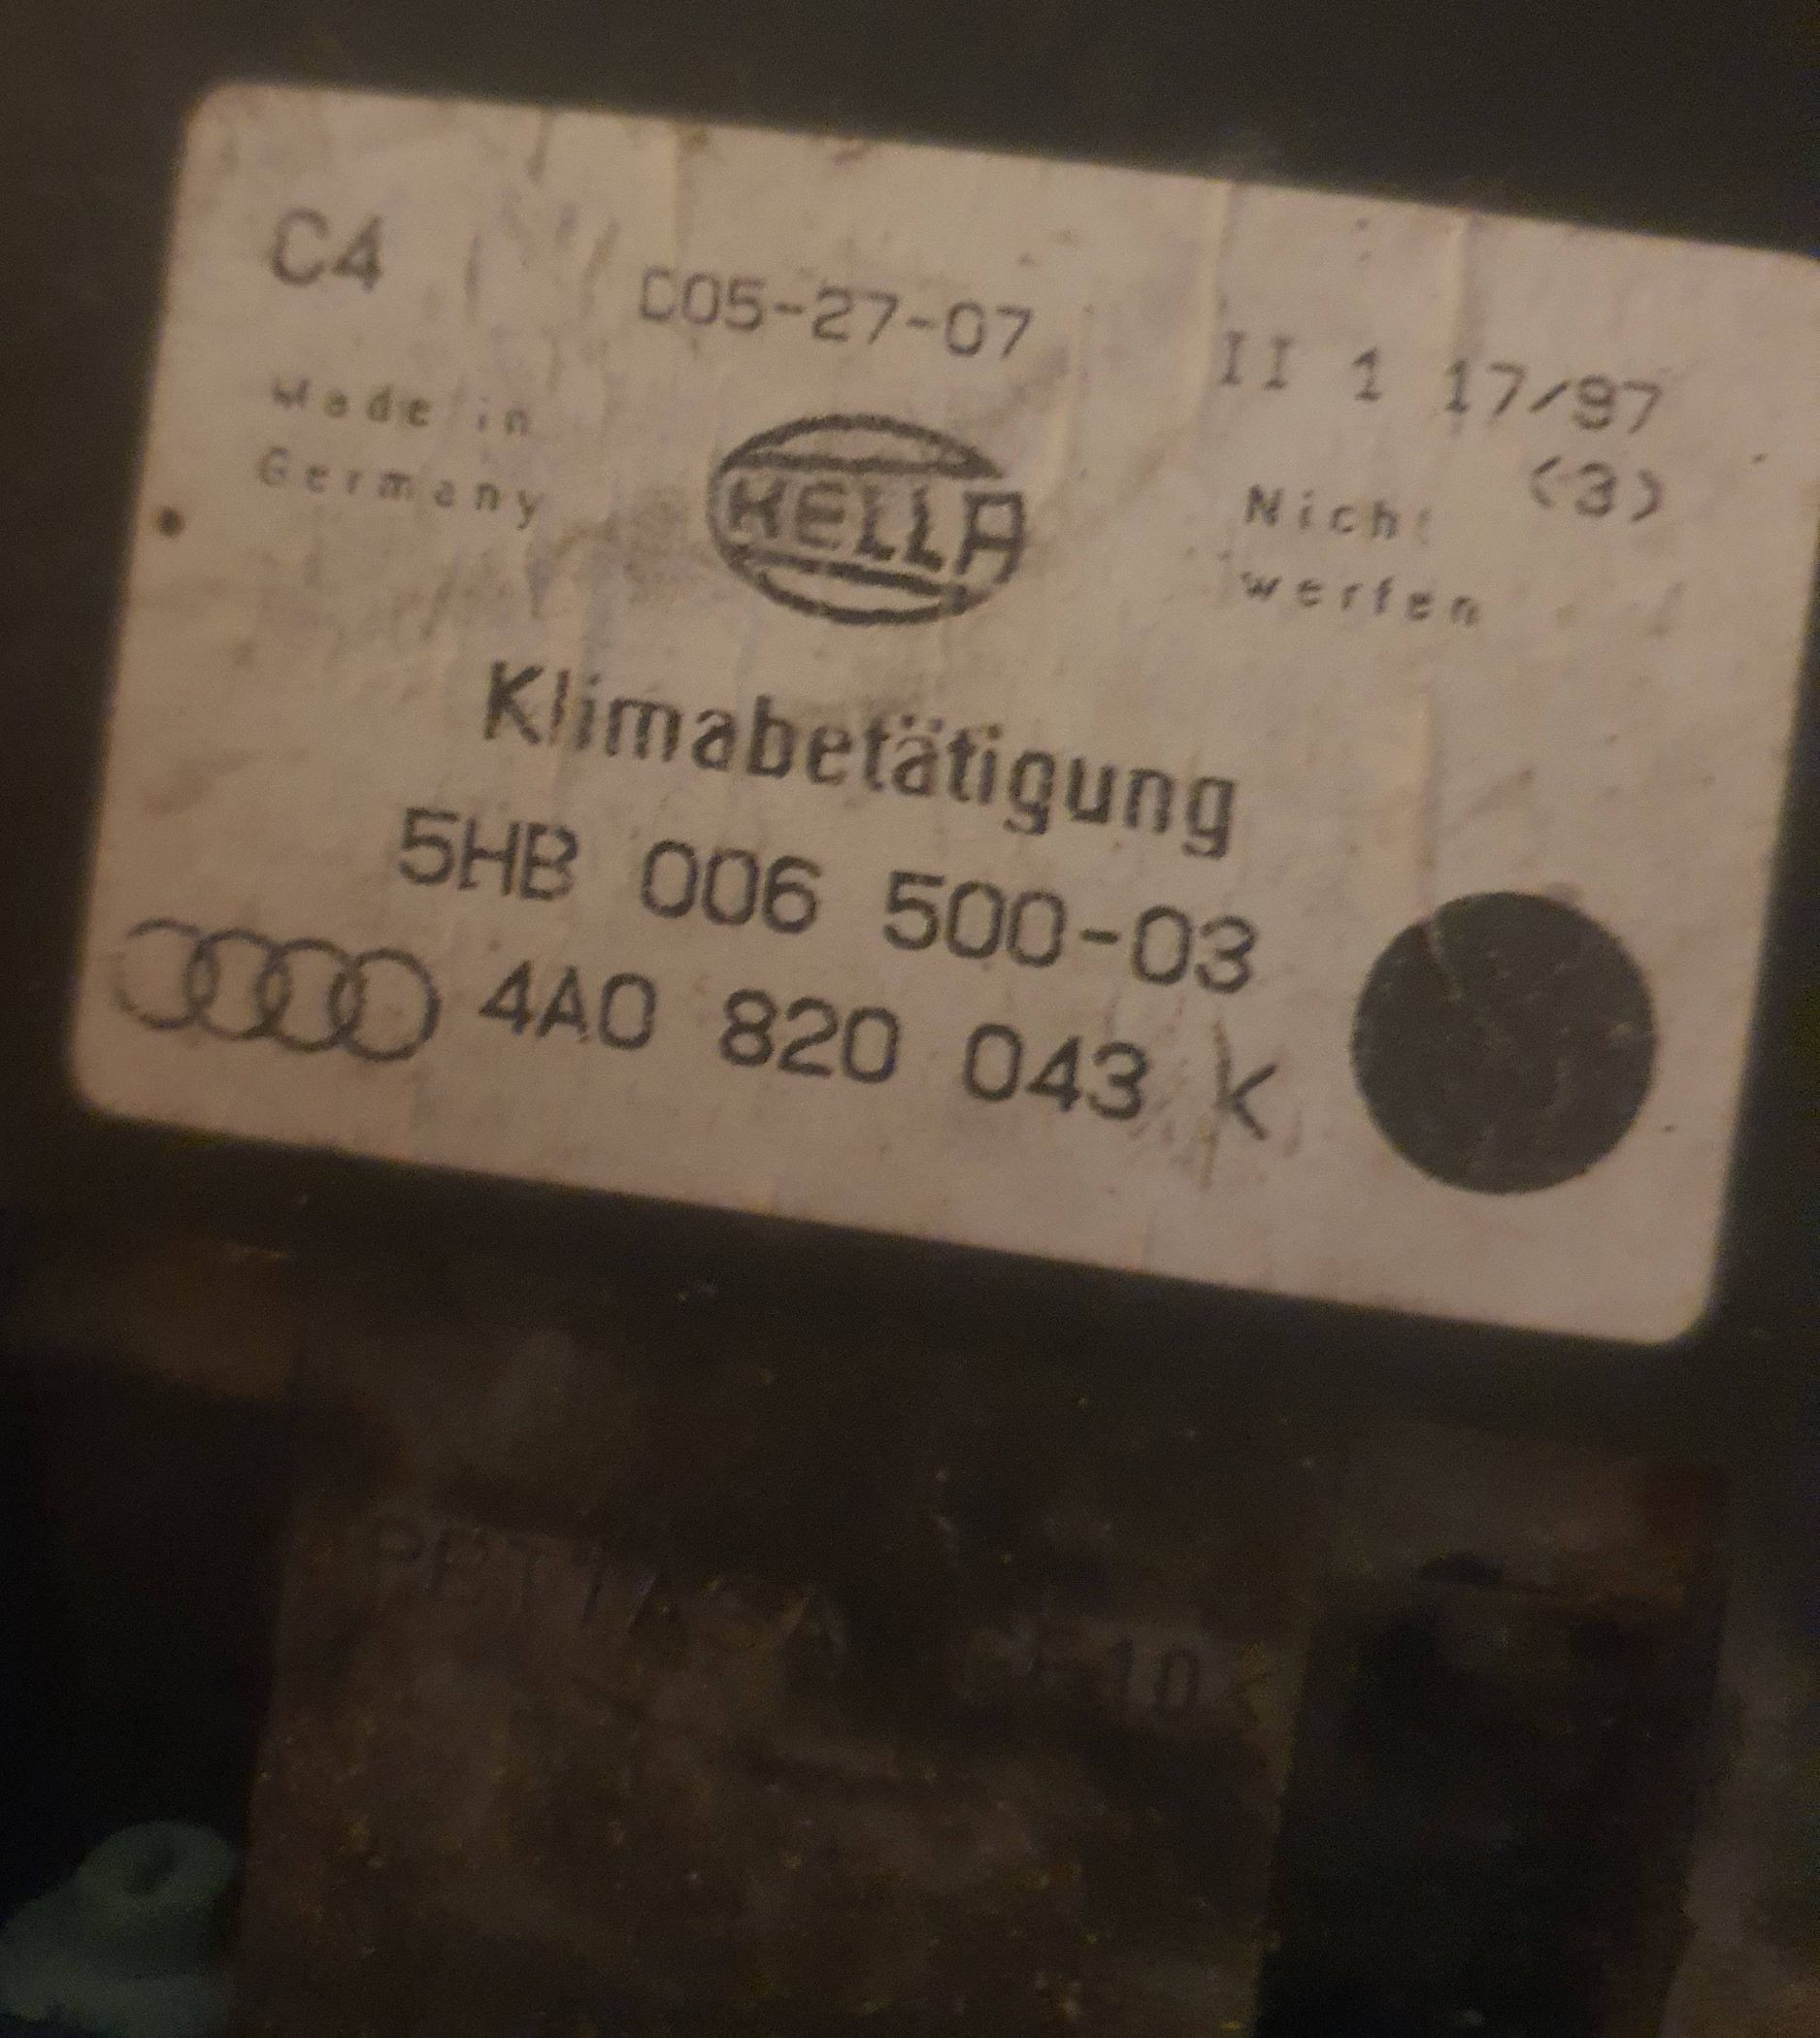 C4 C05-27-07 II 1 17/97
(3)
Made in
Germany
HELLA
Nicht
werfen
Klimabetätigung
5HB 006 500-03
4A0 820 043 K